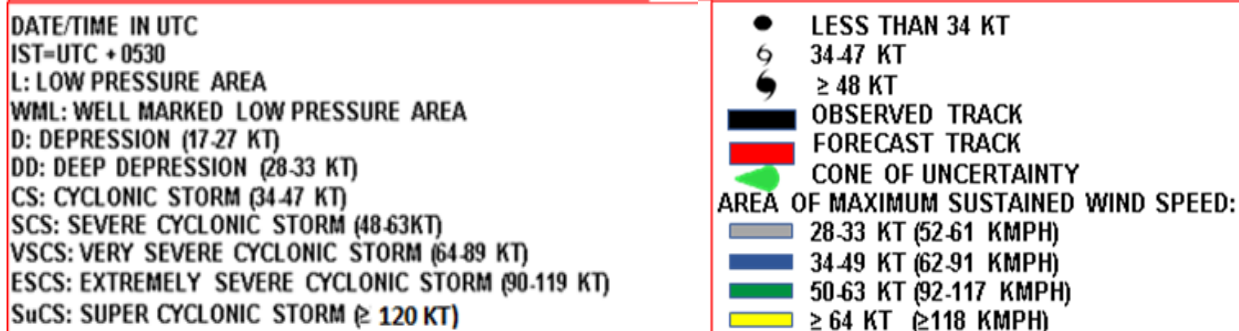 DATE/TIME IN UTC
IST=UTC + 0530
L: LOW PRESSURE AREA
WML: WELL MARKED LOW PRESSURE AREA
D: DEPRESSION (17-27 KT)
DD: DEEP DEPRESSION (28-33 KT)
CS: CYCLONIC STORM (34-47 KT)
SCS: SEVERE CYCLONIC STORM (48-63KT)
VSCS: VERY SEVERE CYCLONIC STORM (64-89 KT)
ESCS: EXTREMELY SEVERE CYCLONIC STORM (90-119 KT)
SuCS: SUPER CYCLONIC STORM (≥ 120 KT)
LESS THAN 34 KT
34-47 KT
≥ 48 KT
OBSERVED TRACK
FORECAST TRACK
CONE OF UNCERTAINTY
AREA OF MAXIMUM SUSTAINED WIND SPEED:
28-33 KT (52-61 KMPH)
34-49 KT (62-91 KMPH)
50-63 KT (92-117 KMPH)
≥ 64 KT (≥118 KMPH)